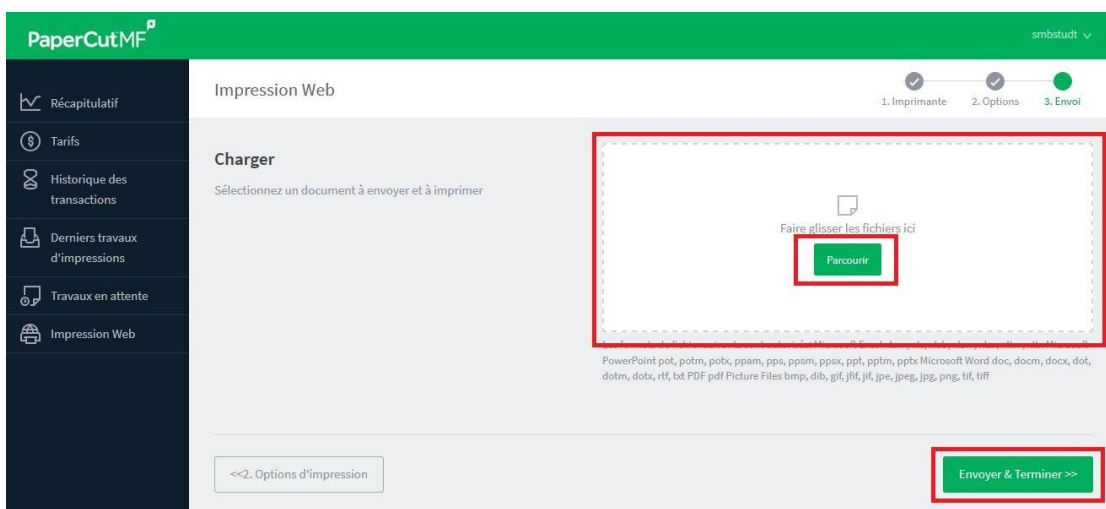 PaperCutMF
smbstudt
Récapitulatif
Tarifs
Historique des
transactions
Derniers travaux
d'impressions
Travaux en attente
Impression Web
Impression Web
1. Imprimante
2. Options
3. Envoi
Charger
Sélectionnez un document à envoyer et à imprimer
Faire glisser les fichiers ici
Parcourir
PowerPoint pot, potm, potx, ppam, pps, ppsm, ppsx, ppt, pptm, pptx Microsoft Word doc, docm, docx, dot,
dotm, dotx, rtf, txt PDF pdf Picture Files bmp, dib, gif, jfif, jif, jpe, jpeg, jpg, png, tif, tiff
<<2. Options d'impression
Envoyer & Terminer >>